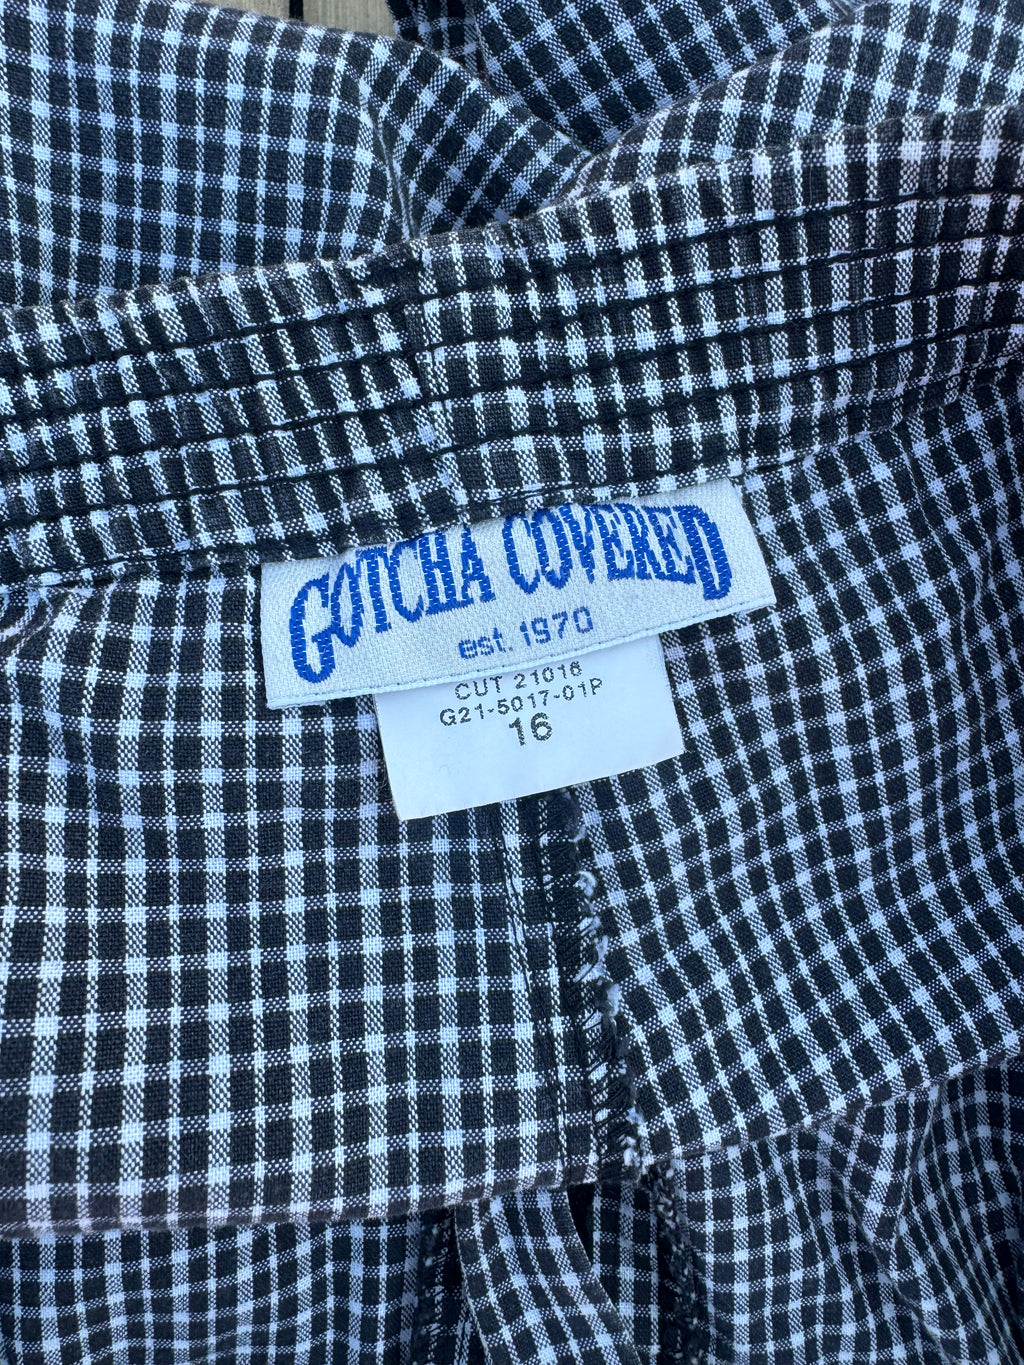 GOTCHA COVERED
est. 1970
CUT 21016
G21-5017-01P
16